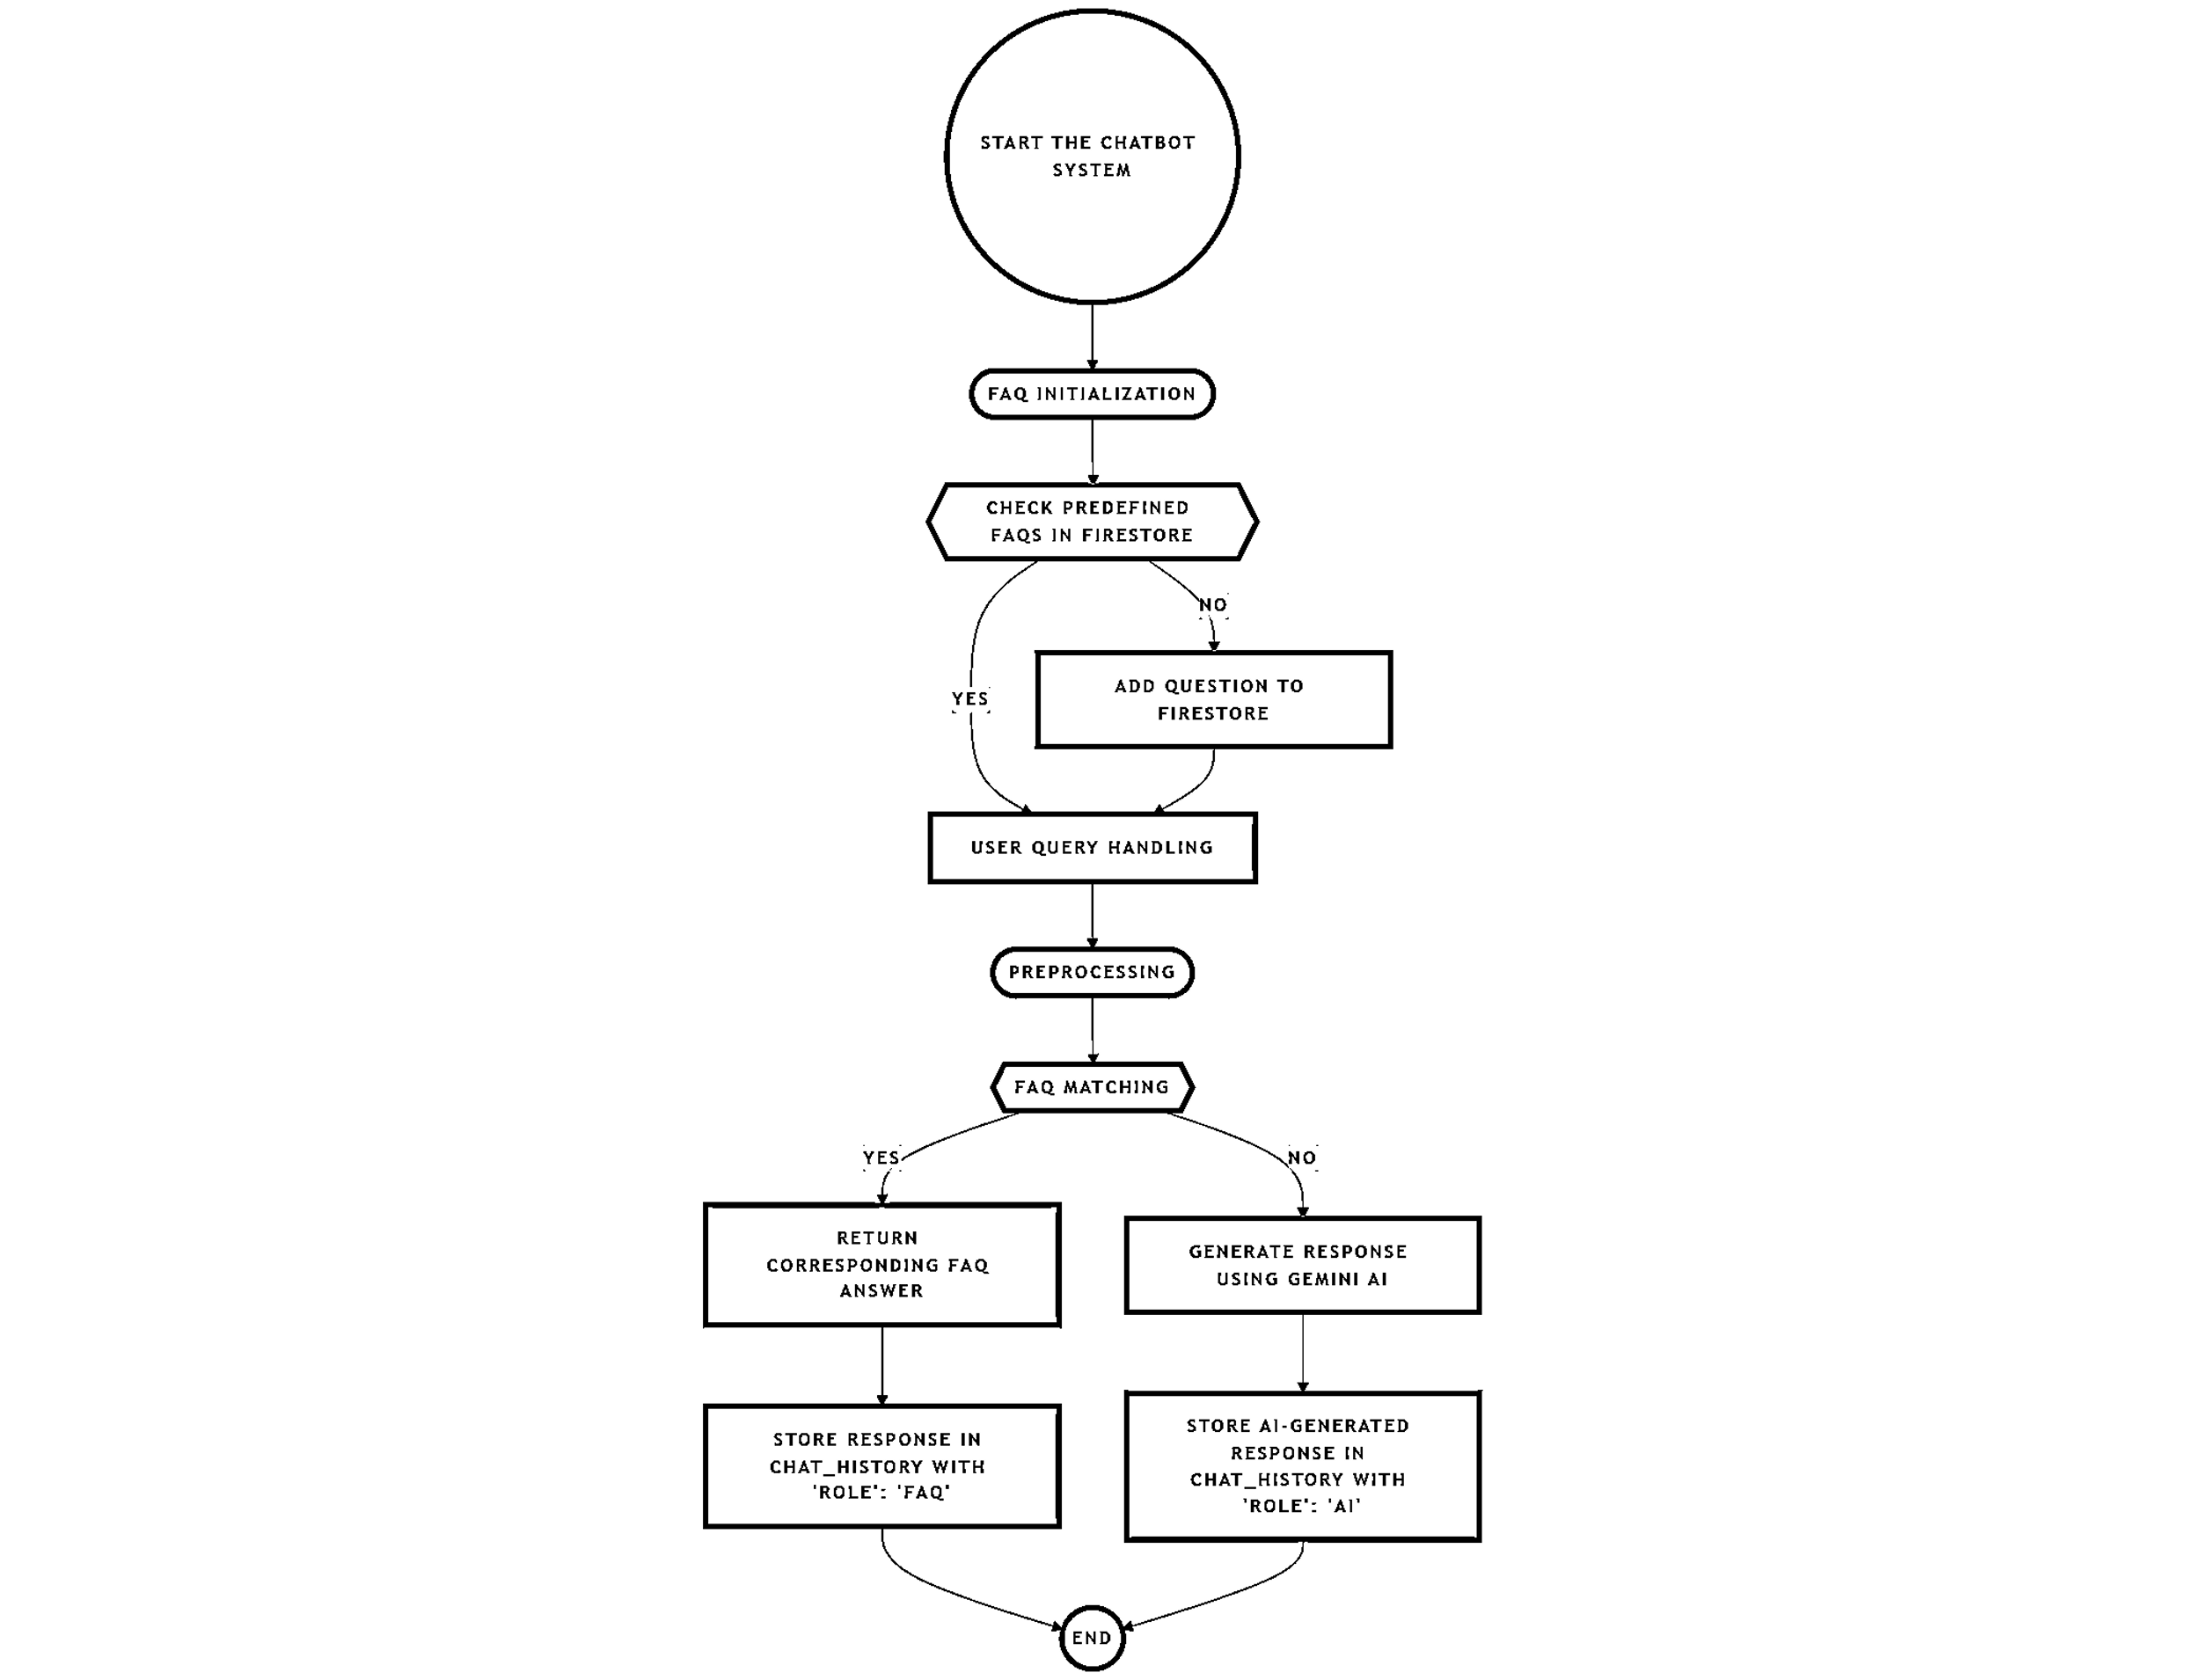 START THE CHATBOT
SYSTEM
FAQ INITIALIZATION
CHECK PREDEFINED
FAQS IN FIRESTORE
NO
ADD QUESTION TO
FIRESTORE
YES
USER QUERY HANDLING
PREPROCESSING
FAQ MATCHING
YES
NO
RETURN
CORRESPONDING FAQ
ANSWER
GENERATE RESPONSE
USING GEMINI AI
STORE RESPONSE IN
CHAT_HISTORY WITH
'ROLE': 'FAQ'
STORE AI-GENERATED
RESPONSE IN
CHAT_HISTORY WITH
'ROLE': 'AI'
END